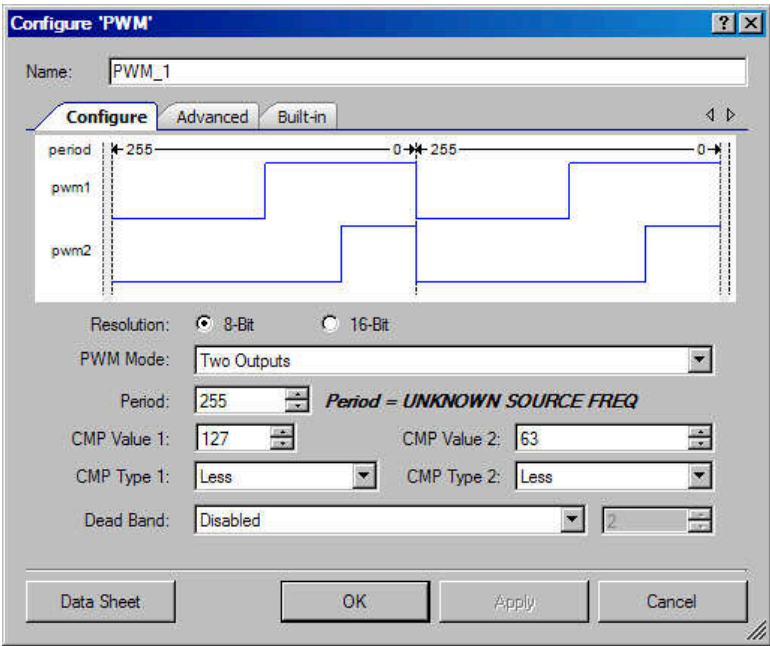 Configure 'PWM'
Name: PWM_1
Configure Advanced Built-in
period 255 0 255 0
pwm1
pwm2
Resolution: 8-Bit 16-Bit
PWM Mode: Two Outputs
Period: 255 Period = UNKNOWN SOURCE FREQ
CMP Value 1: 127 CMP Value 2: 63
CMP Type 1: Less CMP Type 2: Less
Dead Band: Disabled 2
Data Sheet OK Apply Cancel